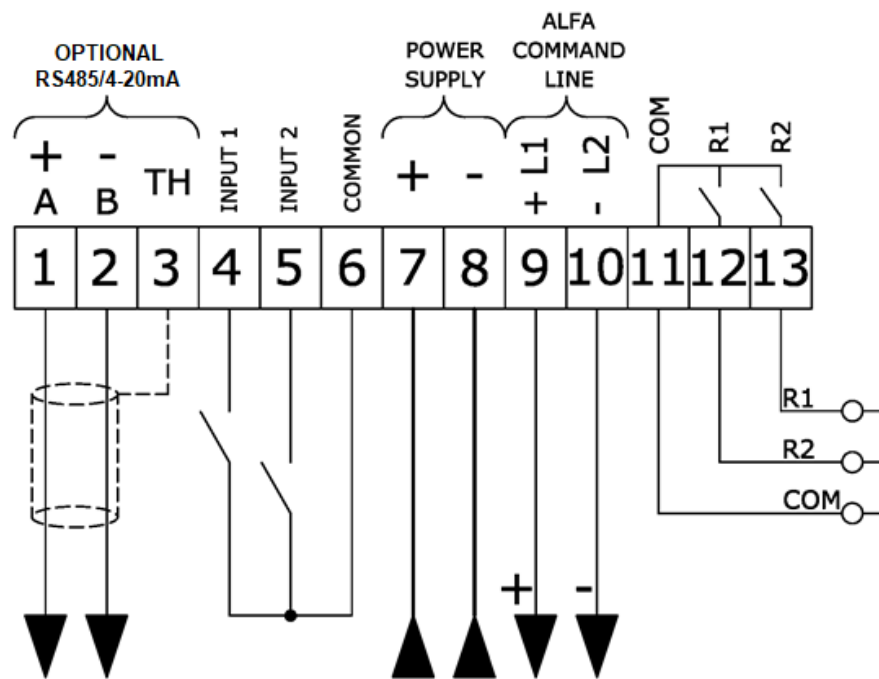 OPTIONAL
RS485/4-20mA
POWER
SUPPLY
ALFA
COMMAND
LINE
+ A
- B
TH
INPUT 1
INPUT 2
COMMON
+
-
+ L1
- L2
COM
R1
R2
1 2 3 4 5 6 7 8 9 10 11 12 13
R1
R2
COM
+ -